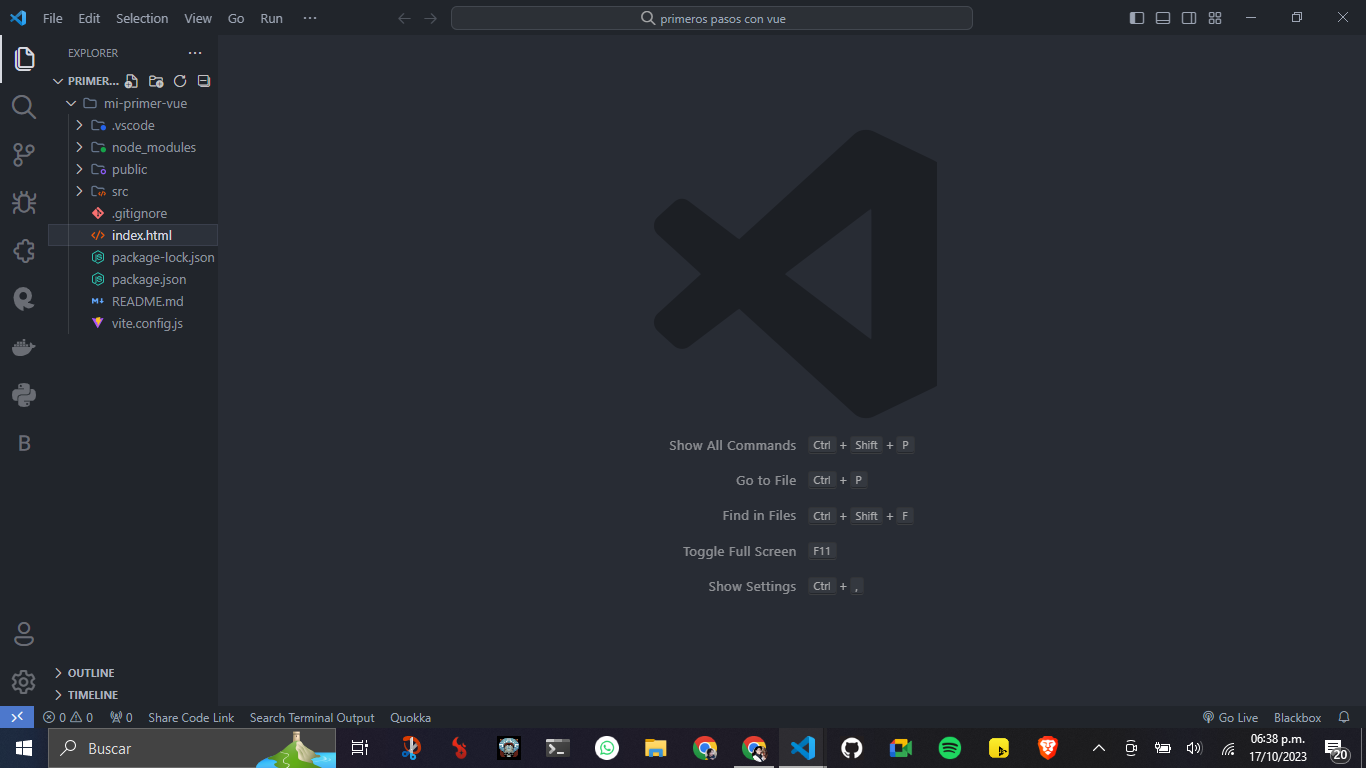 File Edit Selection View Go Run ···
primeros pasos con vue
EXPLORER ···
PRIMER...
mi-primer-vue
.vscode
node_modules
public
src
.gitignore
index.html
package-lock.json
package.json
README.md
vite.config.js
B
Show All Commands Ctrl + Shift + P
Go to File Ctrl + P
Find in Files Ctrl + Shift + F
Toggle Full Screen F11
Show Settings Ctrl + ,
OUTLINE
TIMELINE
0 0 0 Share Code Link Search Terminal Output Quokka Go Live Blackbox
Buscar
06:38 p.m.
17/10/2023
20